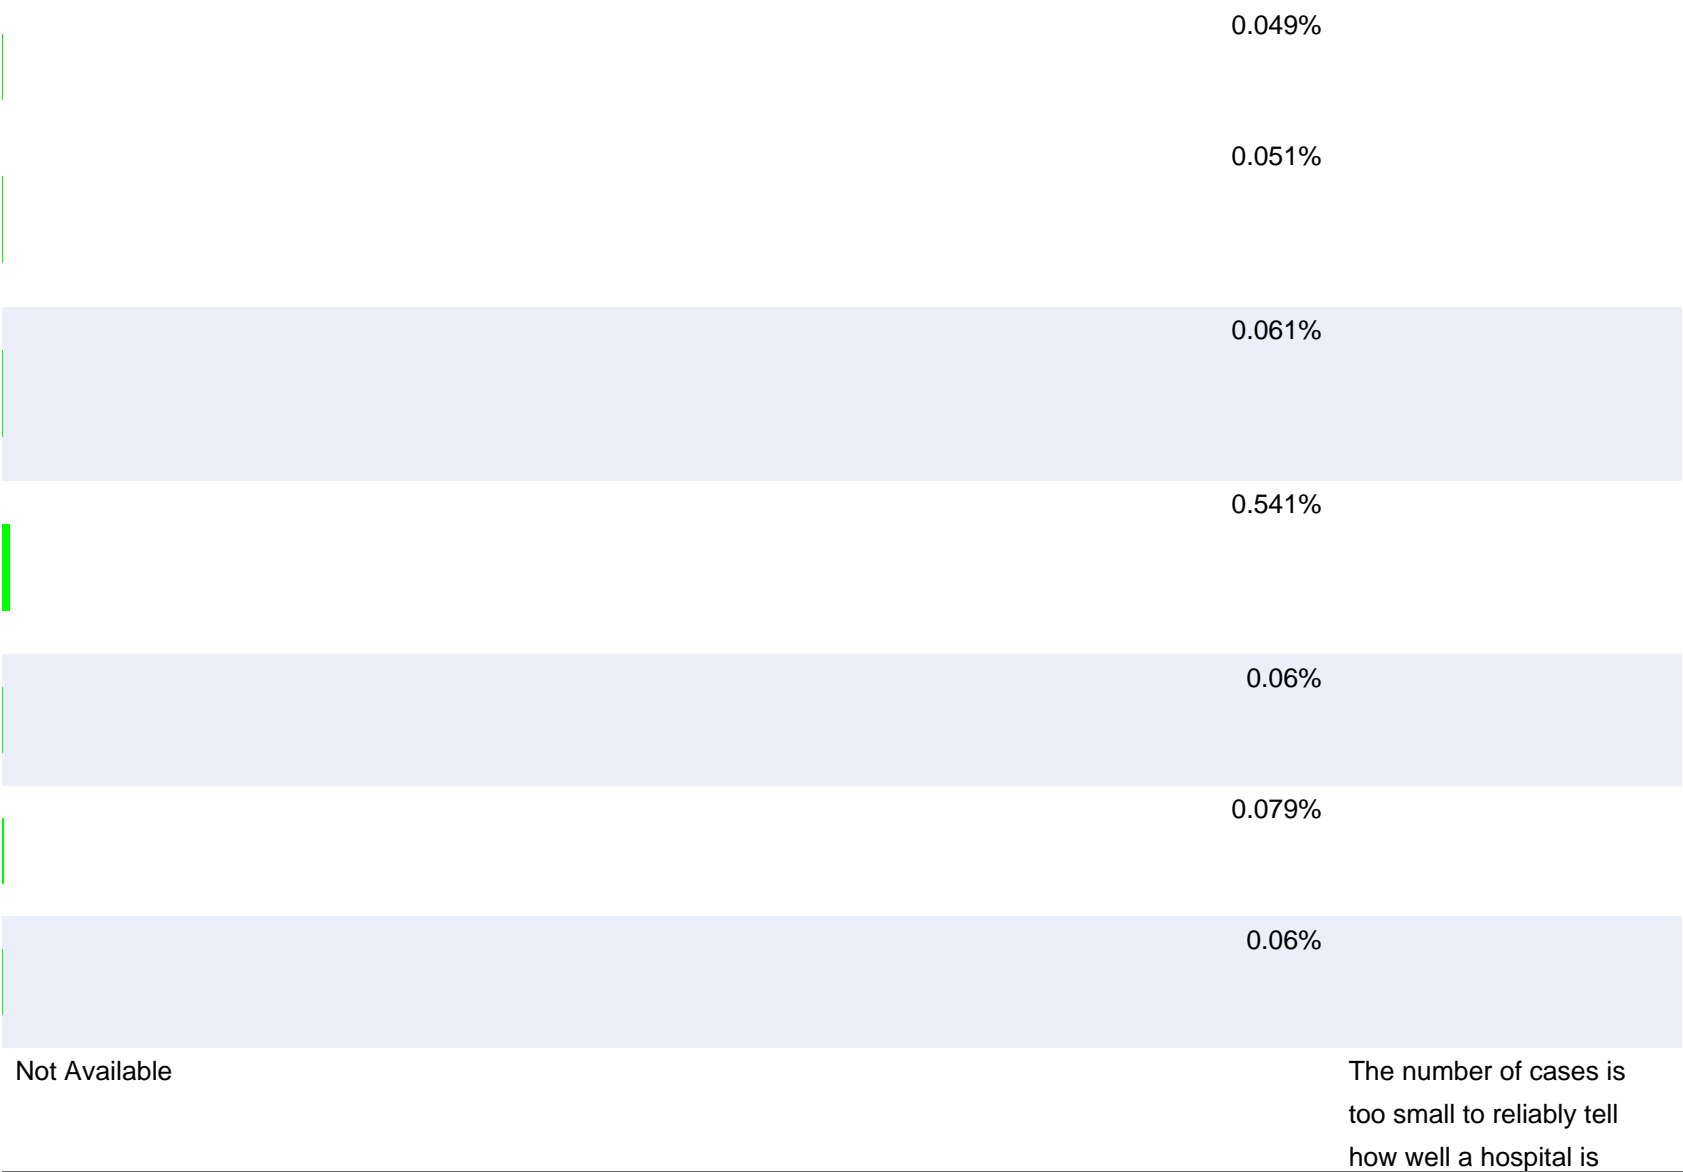 0.049%
0.051%
0.061%
0.541%
0.06%
0.079%
0.06%
Not Available
The number of cases is
too small to reliably tell
how well a hospital is